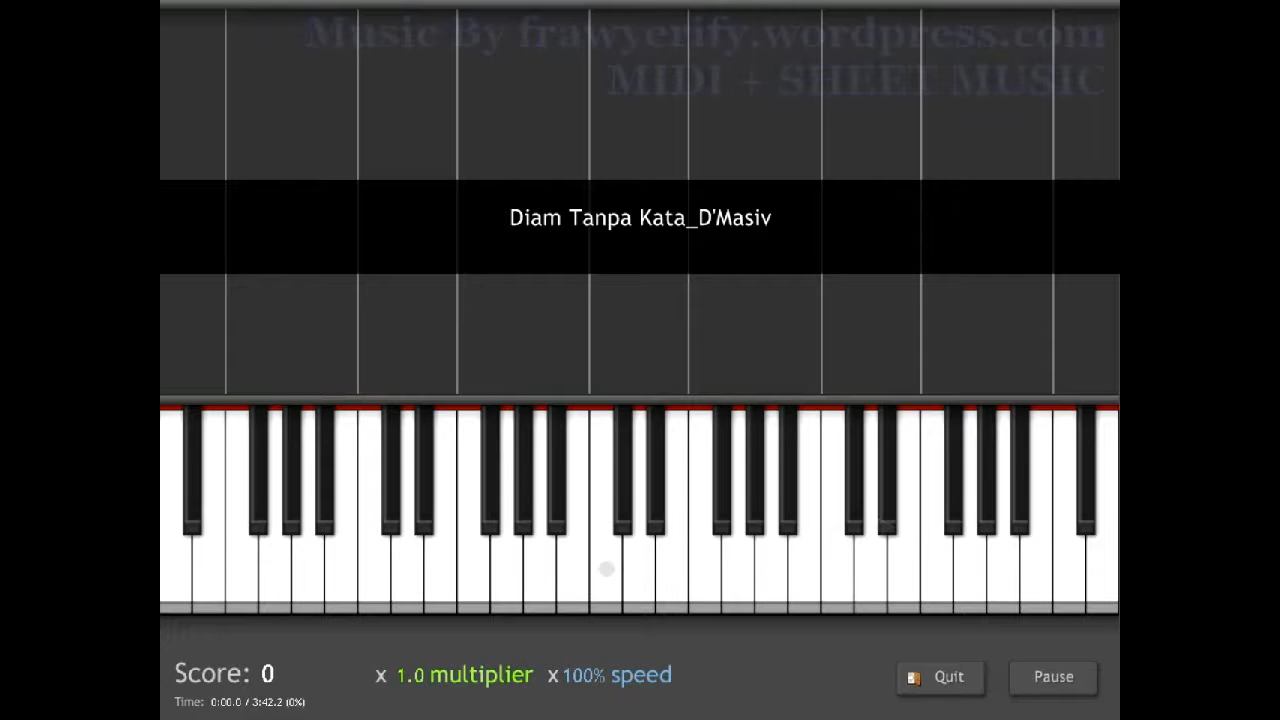 Music By frawyerify.wordpress.com
MIDI + SHEET MUSIC
Diam Tanpa Kata_D'Masiv
Score: 0 x 1.0 multiplier x 100% speed Quit Pause
Time: 0:00.0 / 3:42.2 (0%)